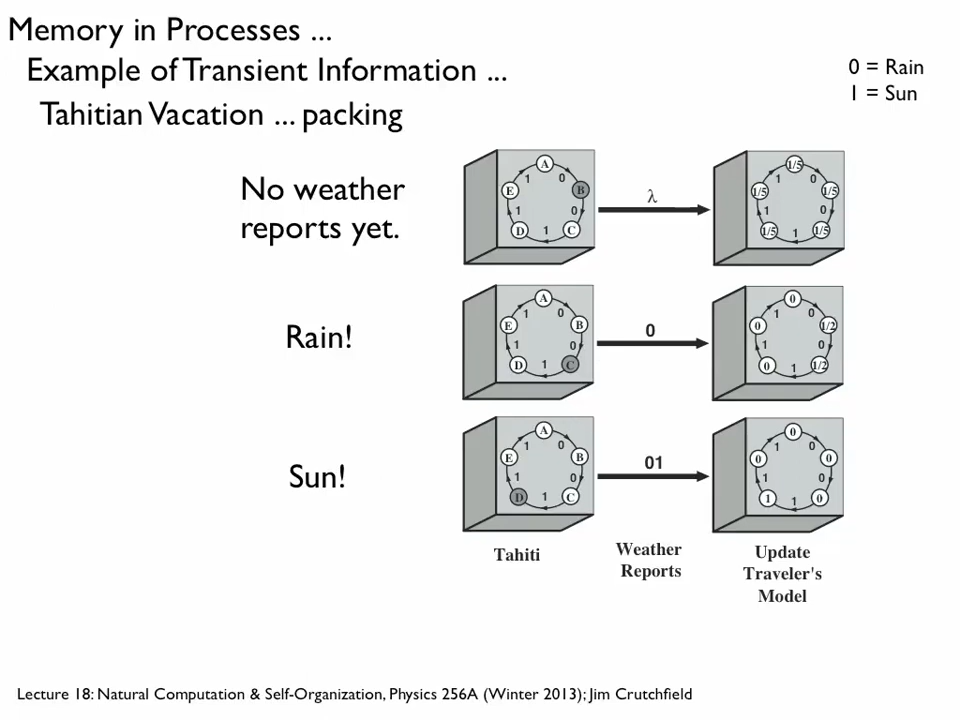 Memory in Processes ...
Example of Transient Information ...
Tahitian Vacation ... packing
0 = Rain
1 = Sun
No weather
reports yet.
A
E 1 0 B
1 0
D 1 C
λ
1/5
1/5 1 0 1/5
1 0
1/5 1 1/5
Rain!
A
E 1 0 B
1 0
D 1 C
0
0
0 1 0 1/2
1 0
0 1 1/2
Sun!
A
E 1 0 B
1 0
D 1 C
01
0
0 1 0 0
1 0
1 1 0
Tahiti
Weather
Reports
Update
Traveler's
Model
Lecture 18: Natural Computation & Self-Organization, Physics 256A (Winter 2013); Jim Crutchfield